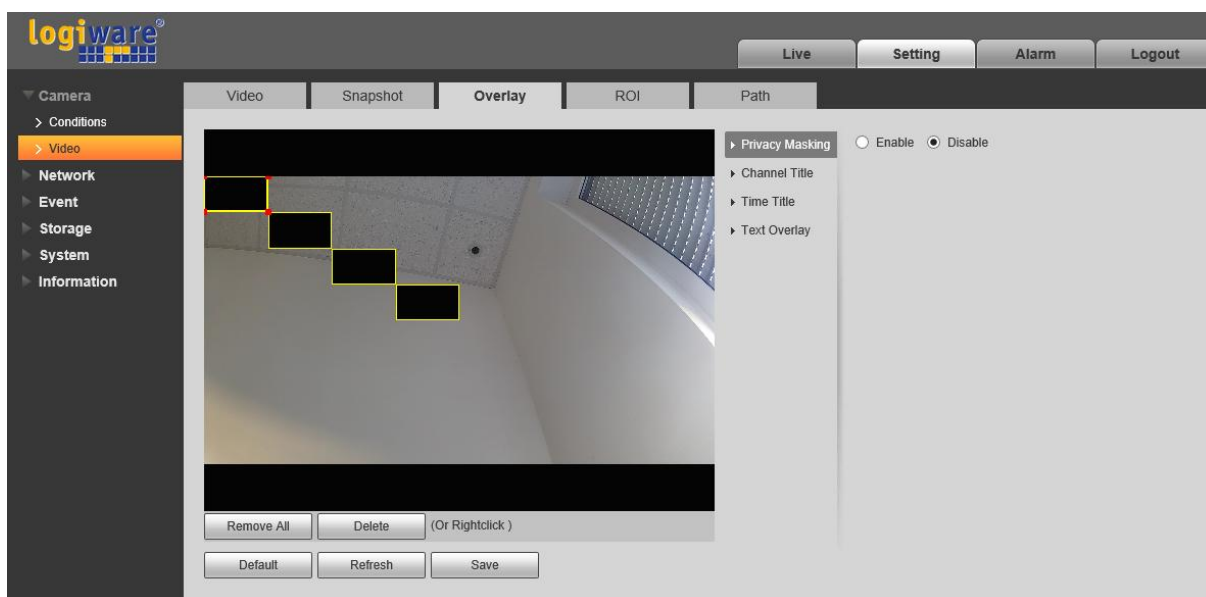 logiware®
Live Setting Alarm Logout
Camera
Conditions
Video
Network
Event
Storage
System
Information
Video Snapshot Overlay ROI Path
Privacy Masking
Enable Disable
Channel Title
Time Title
Text Overlay
Remove All Delete (Or Rightclick )
Default Refresh Save